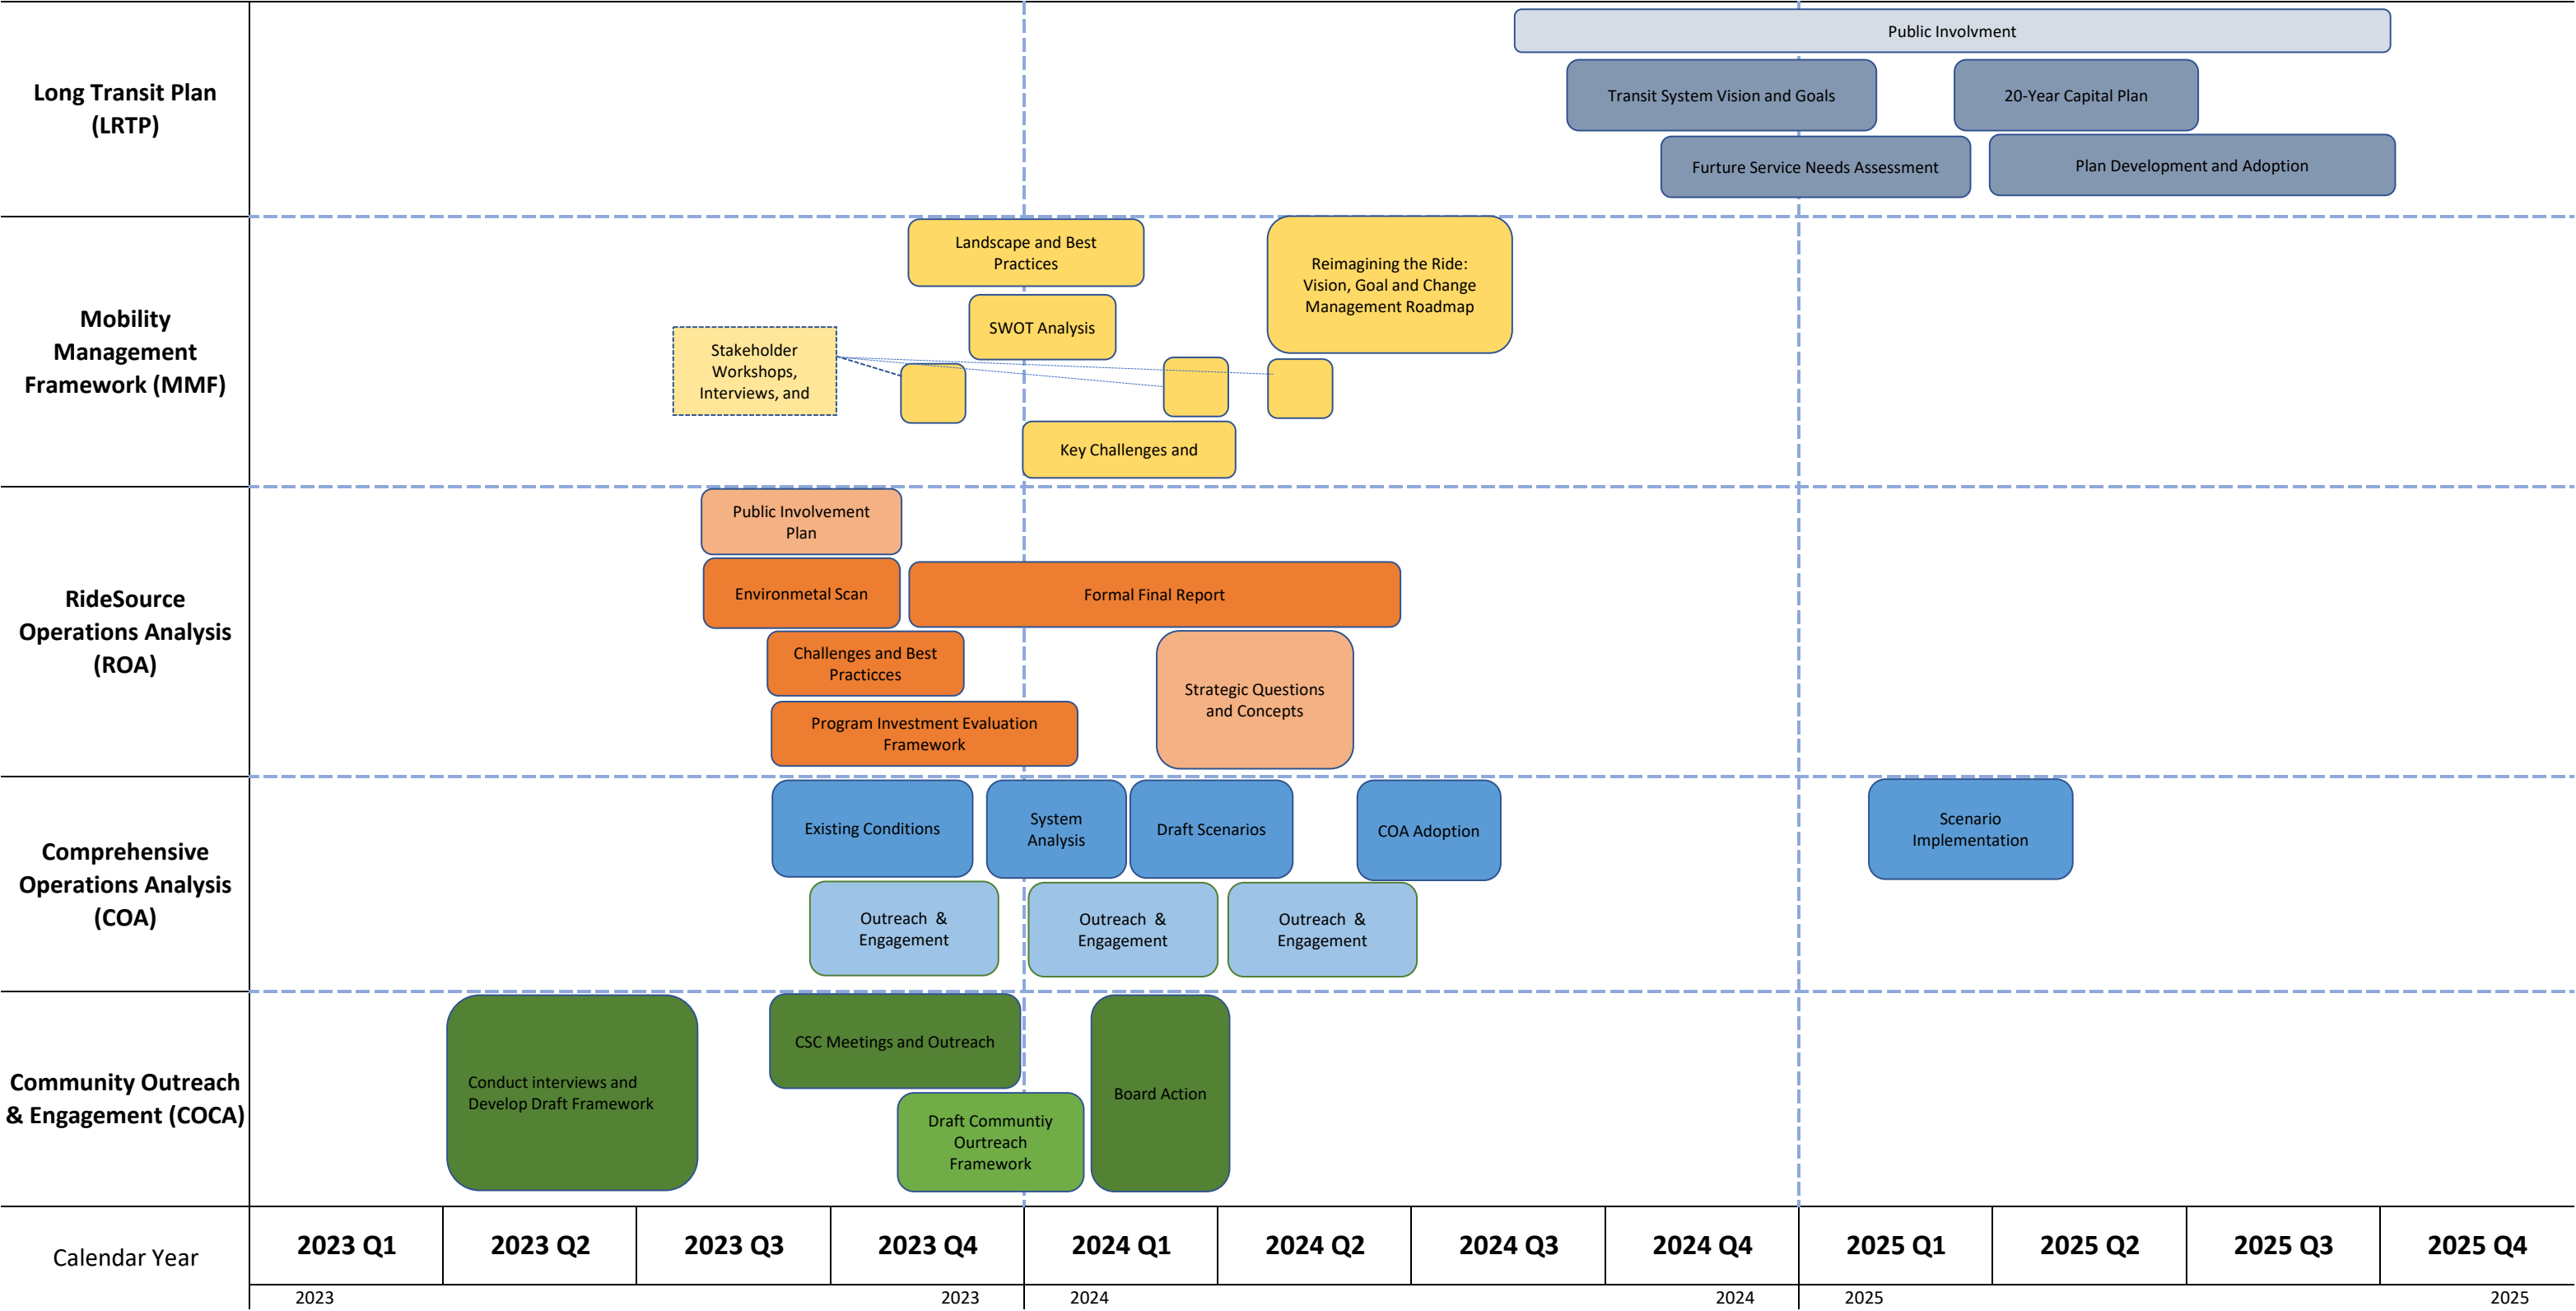 Long Transit Plan
(LRTP)
Public Involvment
Transit System Vision and Goals
20-Year Capital Plan
Furture Service Needs Assessment
Plan Development and Adoption
Mobility
Management
Framework (MMF)
Landscape and Best
Practices
Reimagining the Ride:
Vision, Goal and Change
Management Roadmap
SWOT Analysis
Stakeholder
Workshops,
Interviews, and
Key Challenges and
RideSource
Operations Analysis
(ROA)
Public Involvement
Plan
Environmetal Scan
Formal Final Report
Challenges and Best
Practicces
Strategic Questions
and Concepts
Program Investment Evaluation
Framework
Comprehensive
Operations Analysis
(COA)
Existing Conditions
System
Analysis
Draft Scenarios
COA Adoption
Scenario
Implementation
Outreach &
Engagement
Outreach &
Engagement
Outreach &
Engagement
Community Outreach
& Engagement (COCA)
Conduct interviews and
Develop Draft Framework
CSC Meetings and Outreach
Draft Communtiy
Ourtreach
Framework
Board Action
Calendar Year
2023 Q1
2023 Q2
2023 Q3
2023 Q4
2024 Q1
2024 Q2
2024 Q3
2024 Q4
2025 Q1
2025 Q2
2025 Q3
2025 Q4
2023
2023
2024
2024
2025
2025